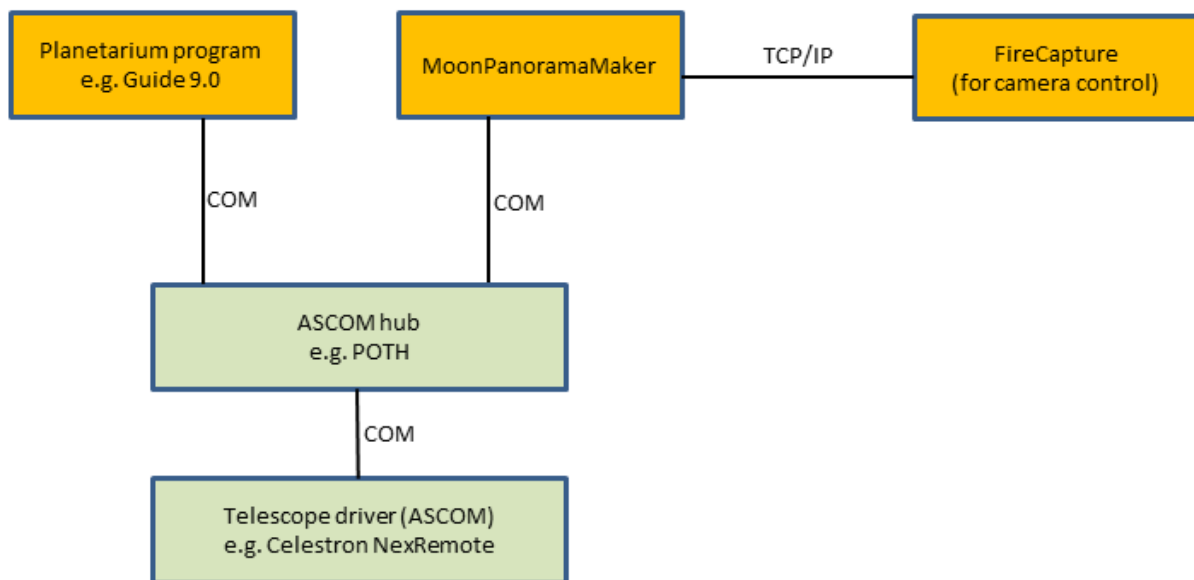 Planetarium program
e.g. Guide 9.0
MoonPanoramaMaker
TCP/IP
FireCapture
(for camera control)
COM
COM
ASCOM hub
e.g. POTH
COM
Telescope driver (ASCOM)
e.g. Celestron NexRemote